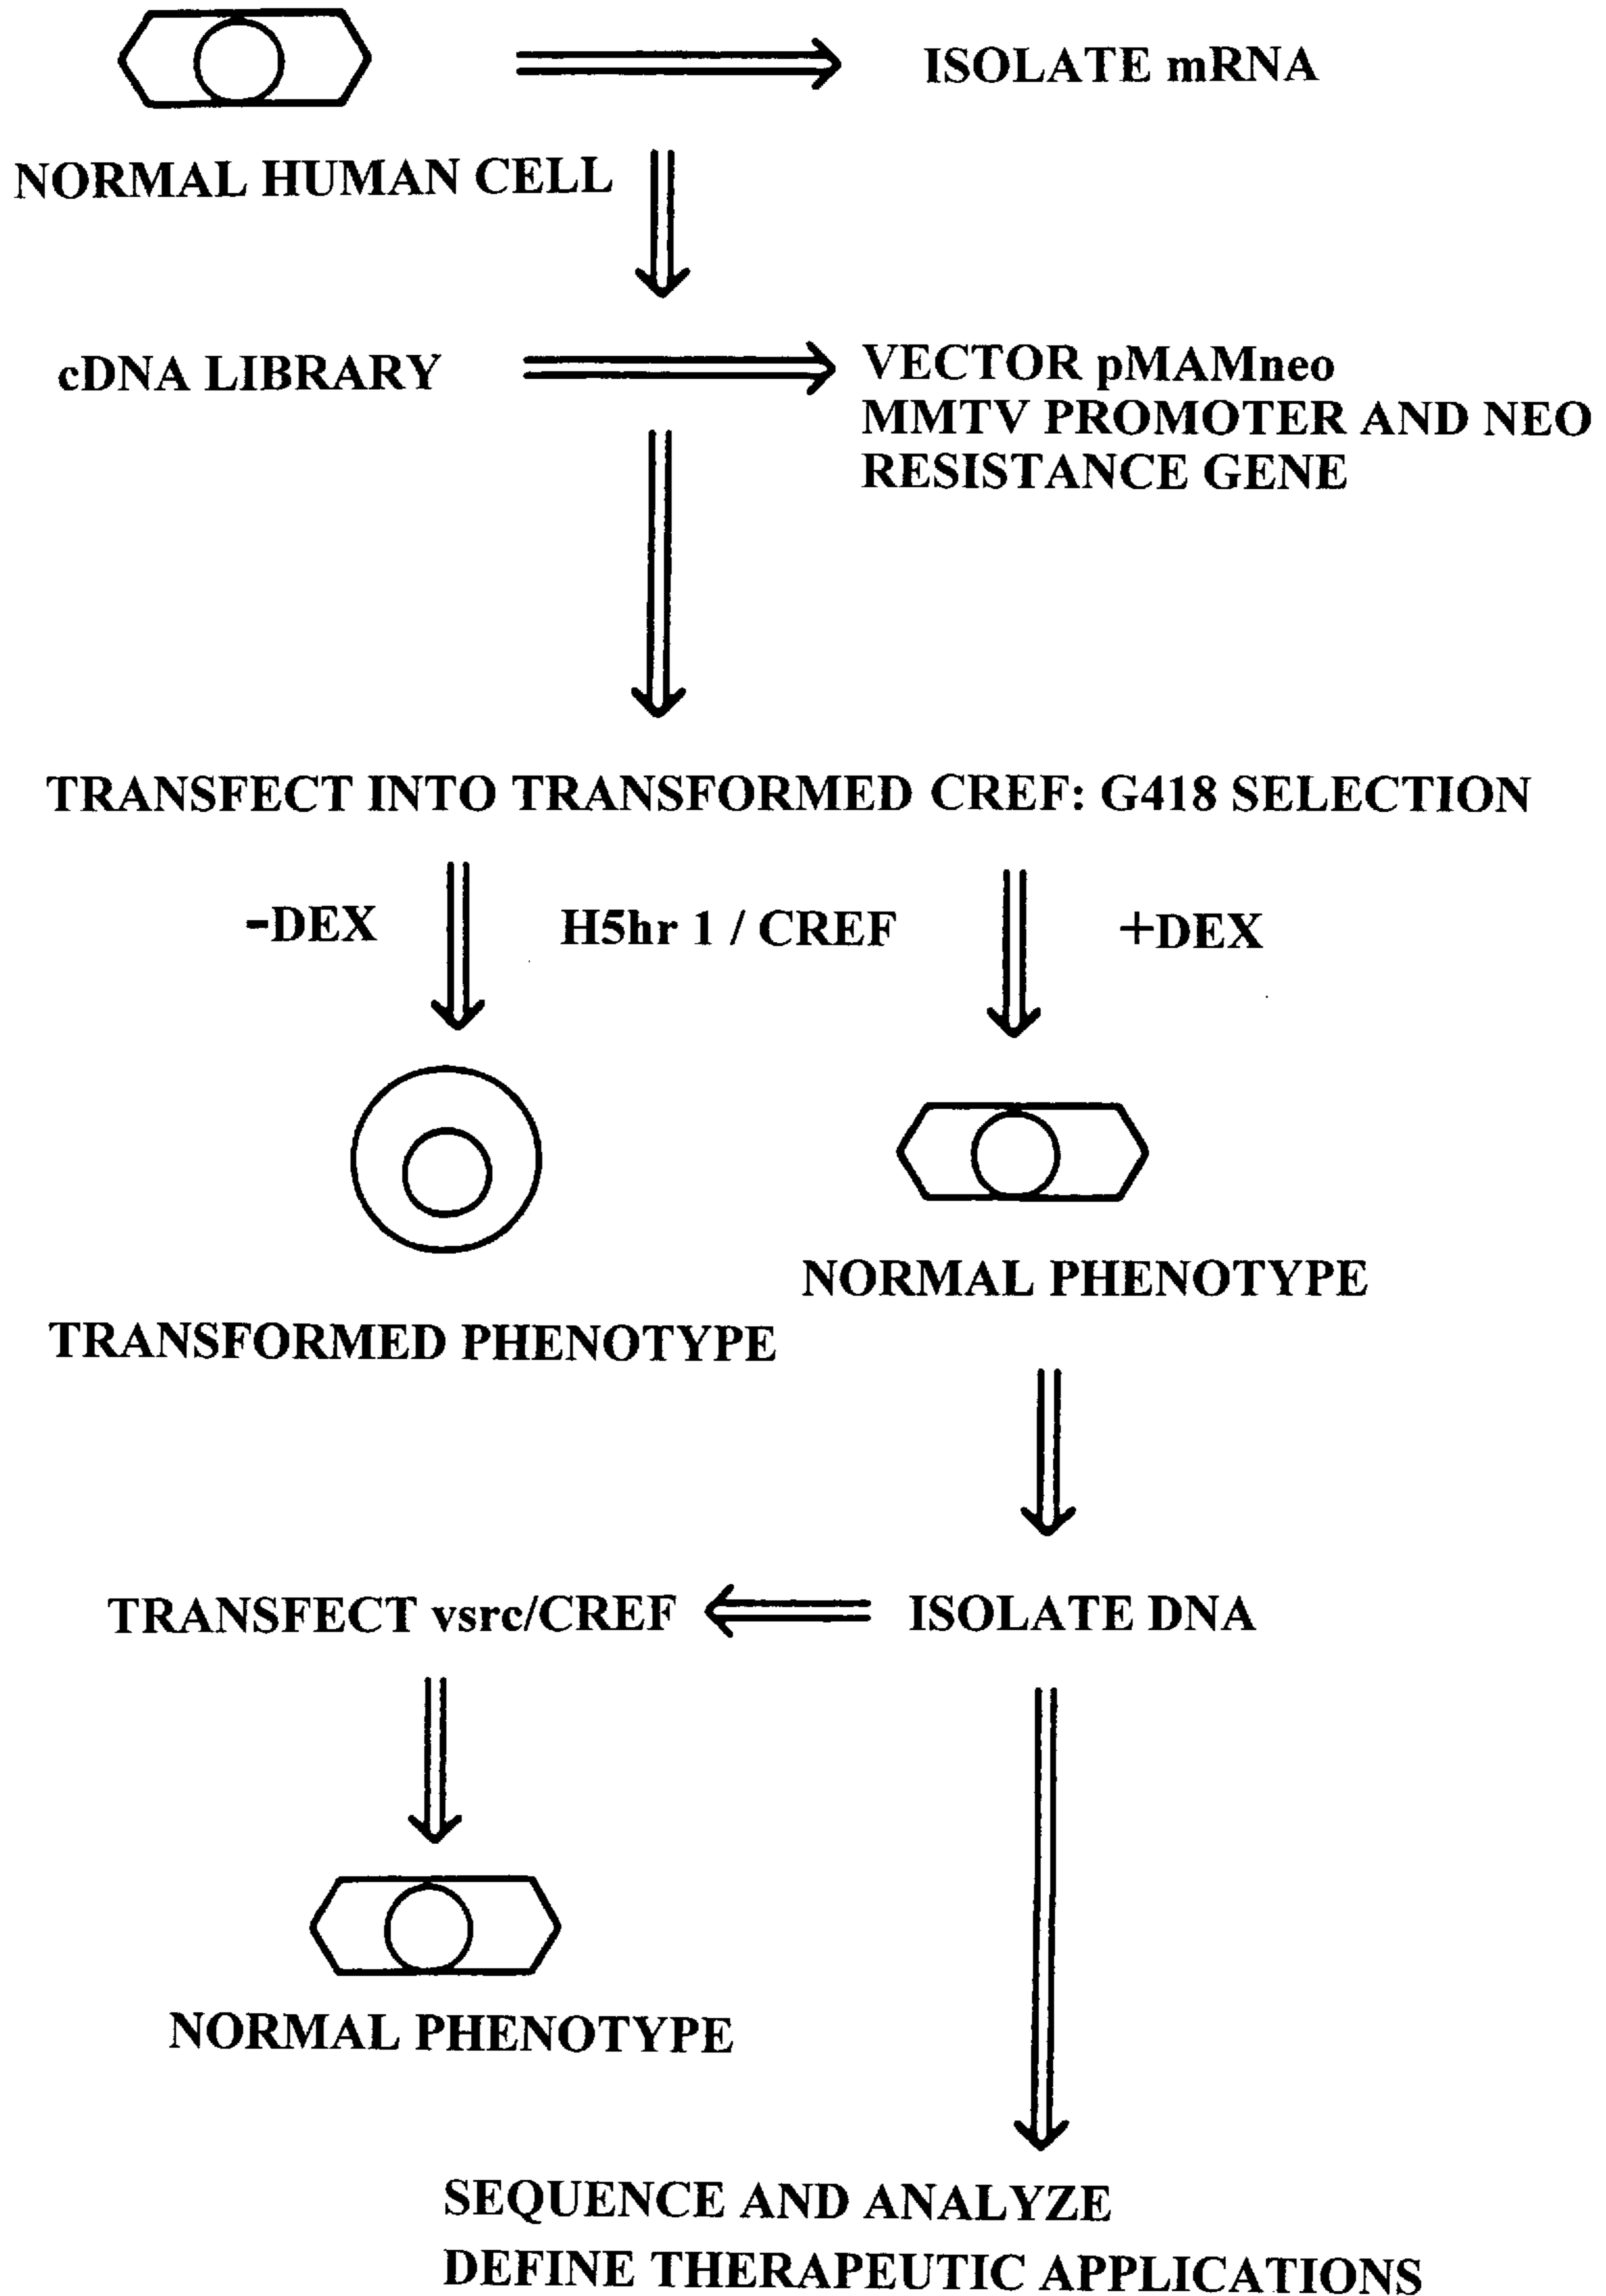 ISOLATE mRNA
NORMAL HUMAN CELL
cDNA LIBRARY
VECTOR pMAMneo
MMTV PROMOTER AND NEO
RESISTANCE GENE
TRANSFECT INTO TRANSFORMED CREF: G418 SELECTION
-DEX
H5hr 1 / CREF
+DEX
NORMAL PHENOTYPE
TRANSFORMED PHENOTYPE
TRANSFECT vsrc/CREF
ISOLATE DNA
NORMAL PHENOTYPE
SEQUENCE AND ANALYZE
DEFINE THERAPEUTIC APPLICATIONS